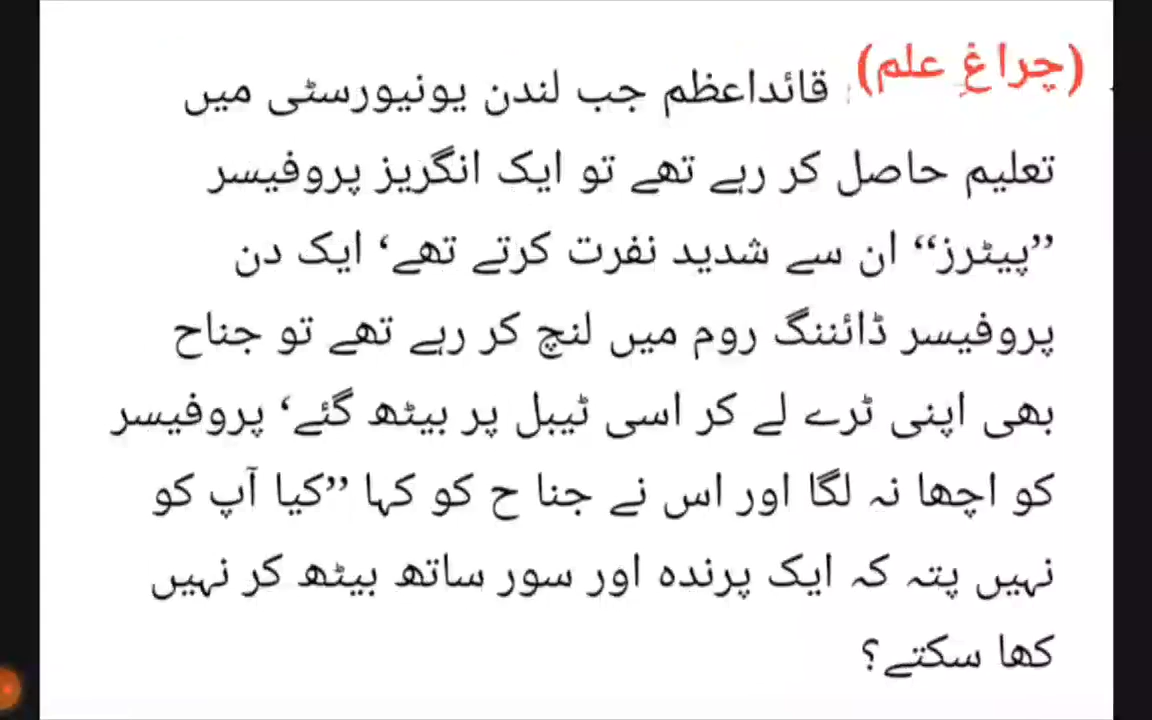 (چراغِ علم) قائداعظم جب لندن یونیورسٹی میں
تعلیم حاصل کر رہے تھے تو ایک انگریز پروفیسر
”پیٹرز“ ان سے شدید نفرت کرتے تھے‘ ایک دن
پروفیسر ڈائننگ روم میں لنچ کر رہے تھے تو جناح
بھی اپنی ٹرے لے کر اسی ٹیبل پر بیٹھ گئے‘ پروفیسر
کو اچھا نہ لگا اور اس نے جنا ح کو کہا ”کیا آپ کو
نہیں پتہ کہ ایک پرندہ اور سور ساتھ بیٹھ کر نہیں
کھا سکتے؟